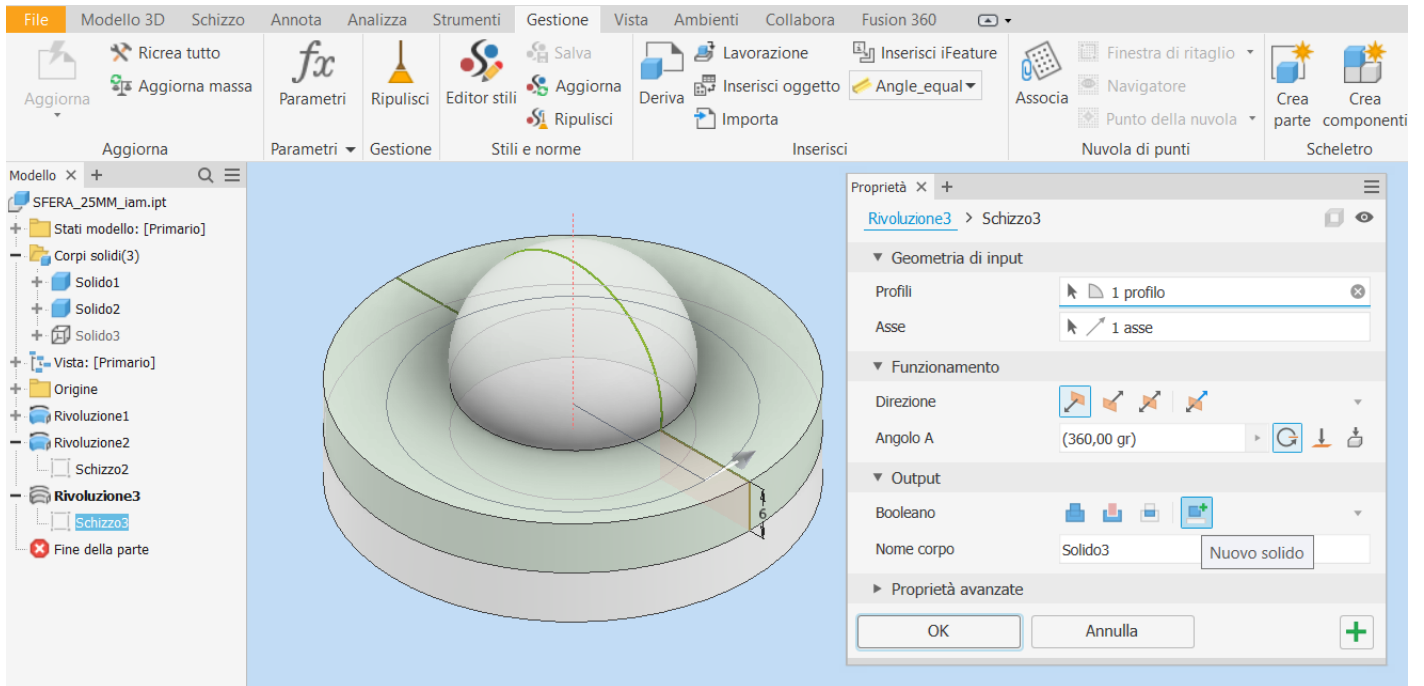 File Modello 3D Schizzo Annota Analizza Strumenti Gestione Vista Ambienti Collabora Fusion 360
Aggiorna
Ricrea tutto
Aggiorna massa
Aggiorna
fx
Parametri
Parametri
Ripulisci
Gestione
Editor stili
Salva
Aggiorna
Ripulisci
Stili e norme
Deriva
Lavorazione
Inserisci oggetto
Importa
Inserisci iFeature
Angle_equal
Inserisci
Associa
Finestra di ritaglio
Navigatore
Punto della nuvola
Nuvola di punti
Crea parte
Crea componenti
Scheletro
Modello
SFERA_25MM_iam.ipt
Stati modello: [Primario]
Corpi solidi(3)
Solido1
Solido2
Solido3
Vista: [Primario]
Origine
Rivoluzione1
Rivoluzione2
Schizzo2
Rivoluzione3
Schizzo3
Fine della parte
6
Proprietà
Rivoluzione3 > Schizzo3
Geometria di input
Profili 1 profilo
Asse 1 asse
Funzionamento
Direzione
Angolo A (360,00 gr)
Output
Booleano
Nome corpo Solido3
Nuovo solido
Proprietà avanzate
OK Annulla